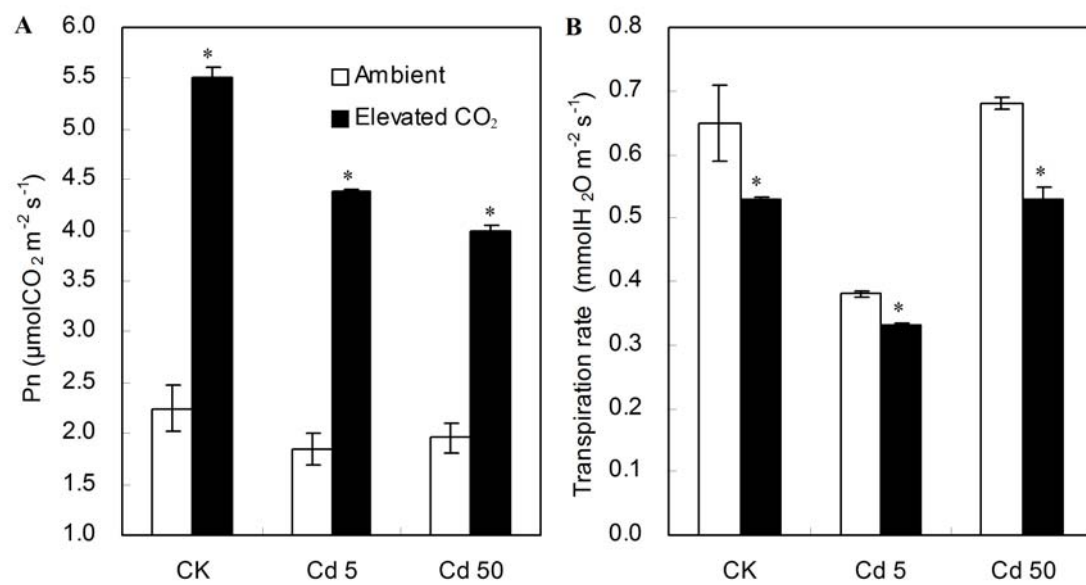 A
6.0
5.5
5.0
4.5
4.0
3.5
3.0
2.5
2.0
1.5
1.0
Pn (µmolCO₂ m⁻² s⁻¹)
Ambient
Elevated CO₂
*
*
*
CK
Cd 5
Cd 50
B
0.8
0.7
0.6
0.5
0.4
0.3
0.2
0.1
0.0
Transpiration rate (mmolH ₂O m⁻² s⁻¹)
*
*
*
CK
Cd 5
Cd 50